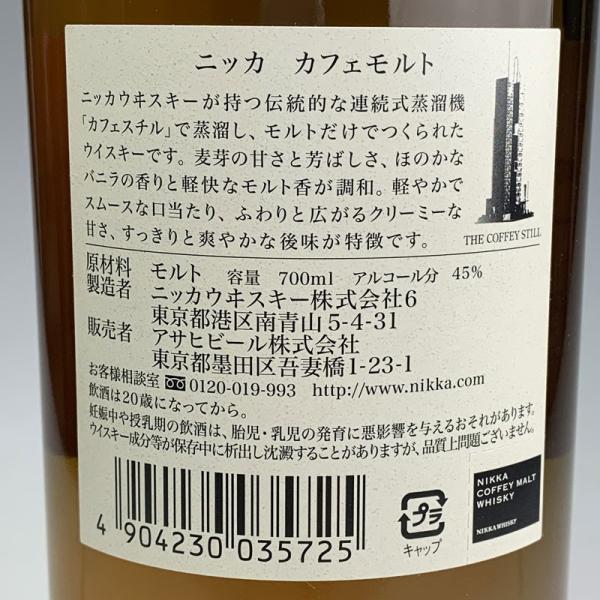 ニッカ カフェモルト
ニッカウヰスキーが持つ伝統的な連続式蒸溜機
「カフェスチル」で蒸溜し、モルトだけでつくられた
ウイスキーです。麦芽の甘さと芳ばしさ、ほのかな
バニラの香りと軽快なモルト香が調和。軽やかで
スムースな口当たり、ふわりと広がるクリーミーな
甘さ、すっきりと爽やかな後味が特徴です。
THE COFFEY STILL
原材料 モルト 容量 700ml アルコール分 45%
製造者 ニッカウヰスキー株式会社6
東京都港区南青山5-4-31
販売者 アサヒビール株式会社
東京都墨田区吾妻橋1-23-1
お客様相談室 0120-019-993 http://www.nikka.com
飲酒は20歳になってから。
妊娠中や授乳期の飲酒は、胎児・乳児の発育に悪影響を与えるおそれがあります。
ウイスキー成分等が保存中に析出し沈澱することがありますが、品質上問題ございません。
4 904230 035725
プラ
キャップ
NIKKA
COFFEY MALT
WHISKY
NIKKA WHISKY